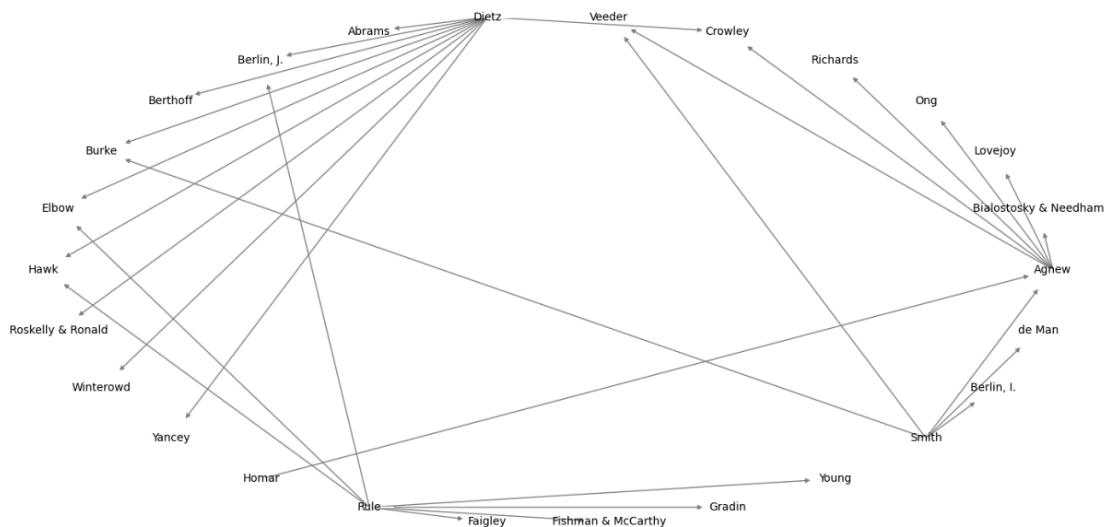 Dietz
Veeder
Abrams
Crowley
Berlin, J.
Richards
Berthoff
Ong
Burke
Lovejoy
Elbow
Bialostosky & Needham
Hawk
Agnew
Roskelly & Ronald
de Man
Winterowd
Berlin, I.
Yancey
Smith
Homar
Young
Rule
Gradin
Faigley
Fishman & McCarthy